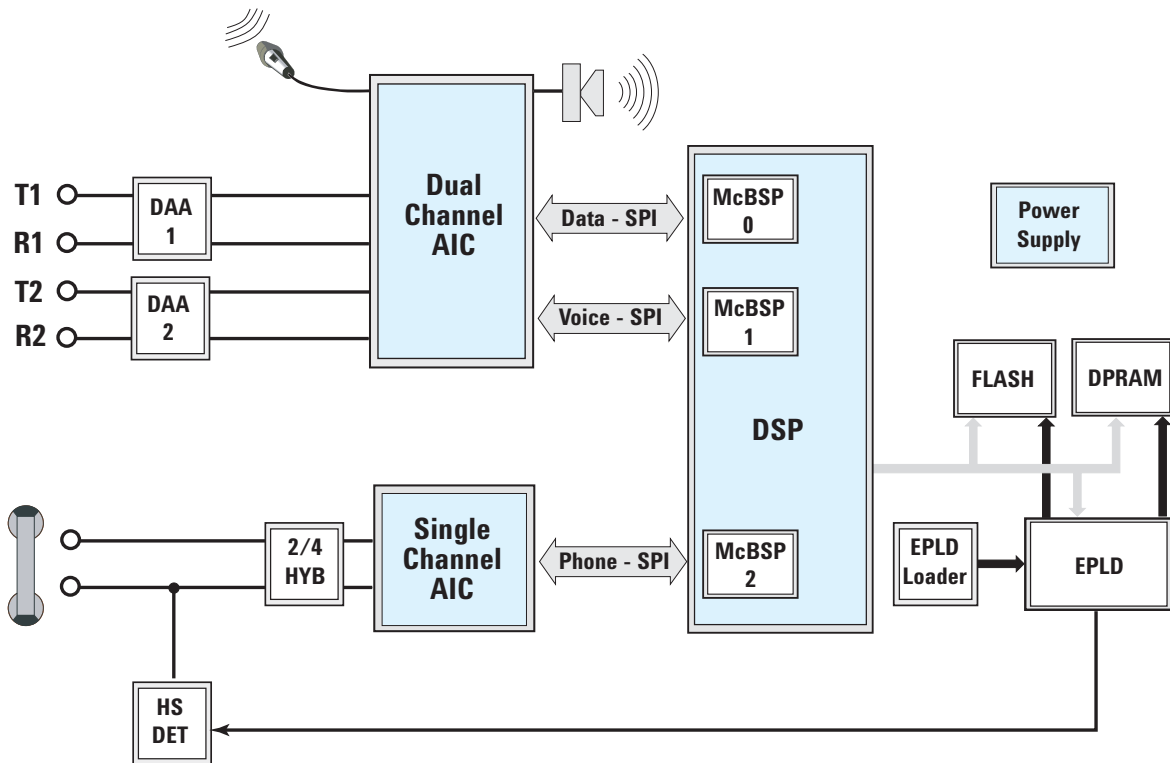 T1
R1
T2
R2
DAA
1
DAA
2
Dual
Channel
AIC
Data - SPI
Voice - SPI
McBSP
0
McBSP
1
DSP
McBSP
2
Power
Supply
FLASH
DPRAM
2/4
HYB
Single
Channel
AIC
Phone - SPI
EPLD
Loader
EPLD
HS
DET